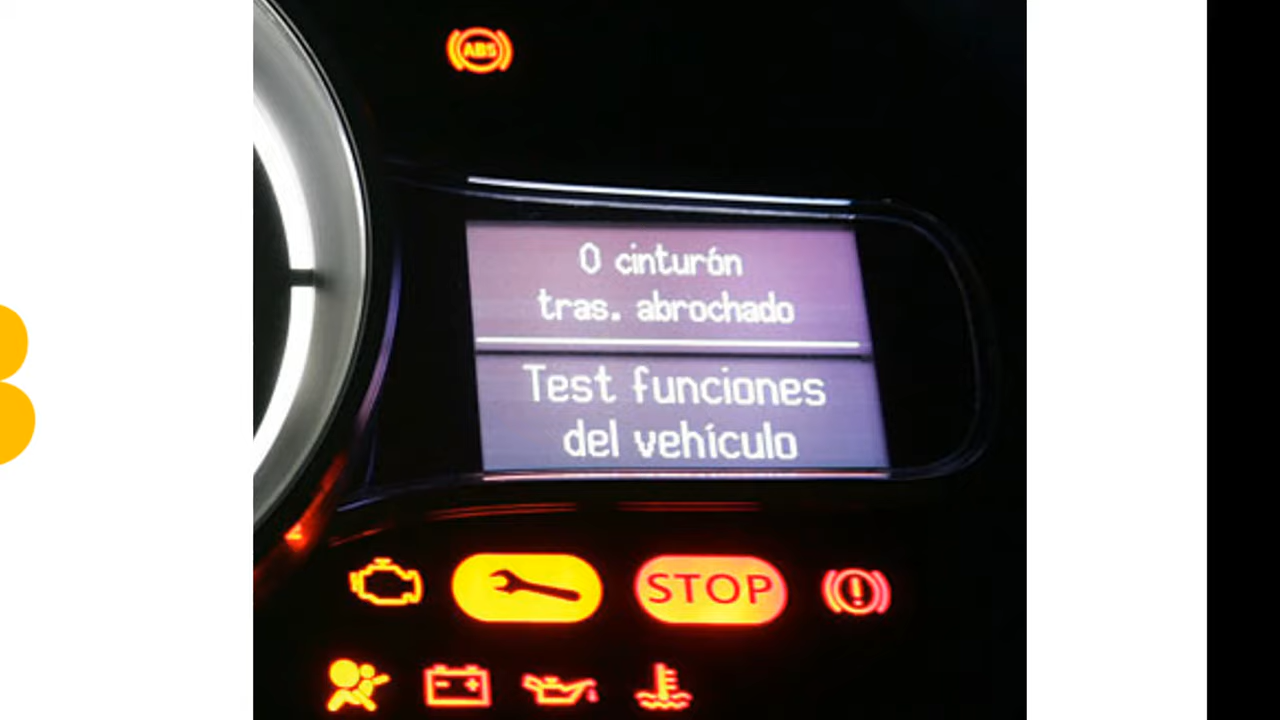 ABS
0 cinturón
tras. abrochado
Test funciones
del vehículo
STOP